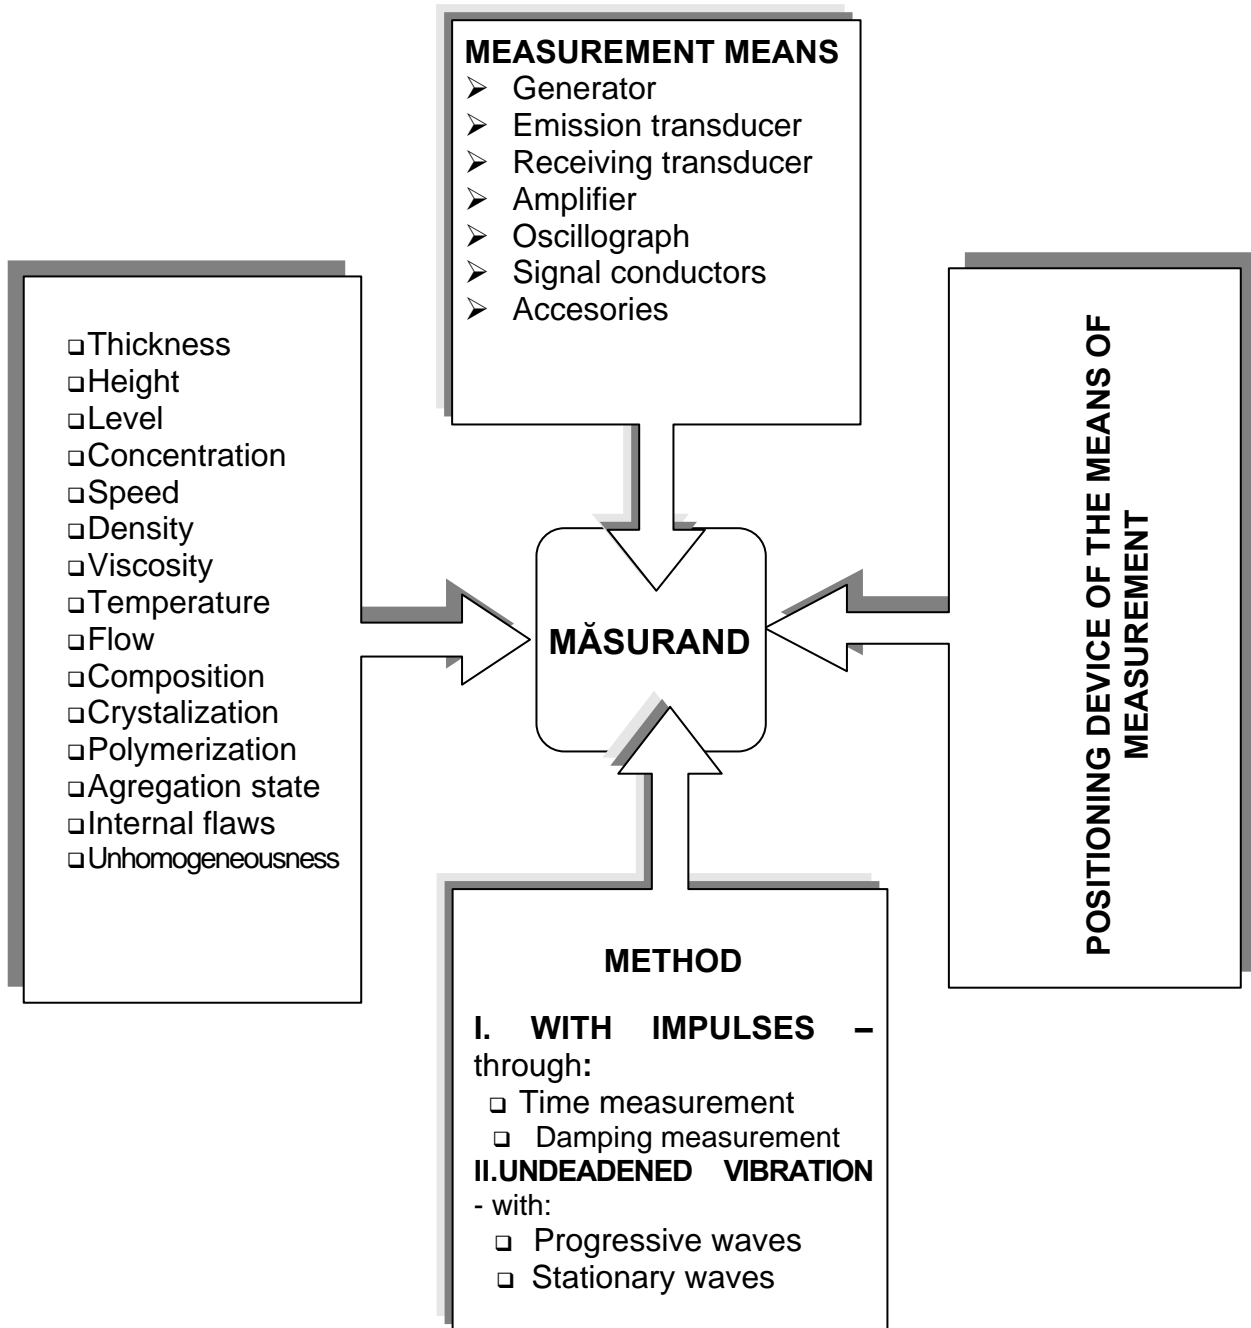 MEASUREMENT MEANS
➢ Generator
➢ Emission transducer
➢ Receiving transducer
➢ Amplifier
➢ Oscillograph
➢ Signal conductors
➢ Accesories
❑Thickness
❑Height
❑Level
❑Concentration
❑Speed
❑Density
❑Viscosity
❑Temperature
❑Flow
❑Composition
❑Crystalization
❑Polymerization
❑Agregation state
❑Internal flaws
❑Unhomogeneousness
MĂSURAND
POSITIONING DEVICE OF THE MEANS OF
MEASUREMENT
METHOD
I. WITH IMPULSES –
through:
❑ Time measurement
❑ Damping measurement
II.UNDEADENED VIBRATION
- with:
❑ Progressive waves
❑ Stationary waves